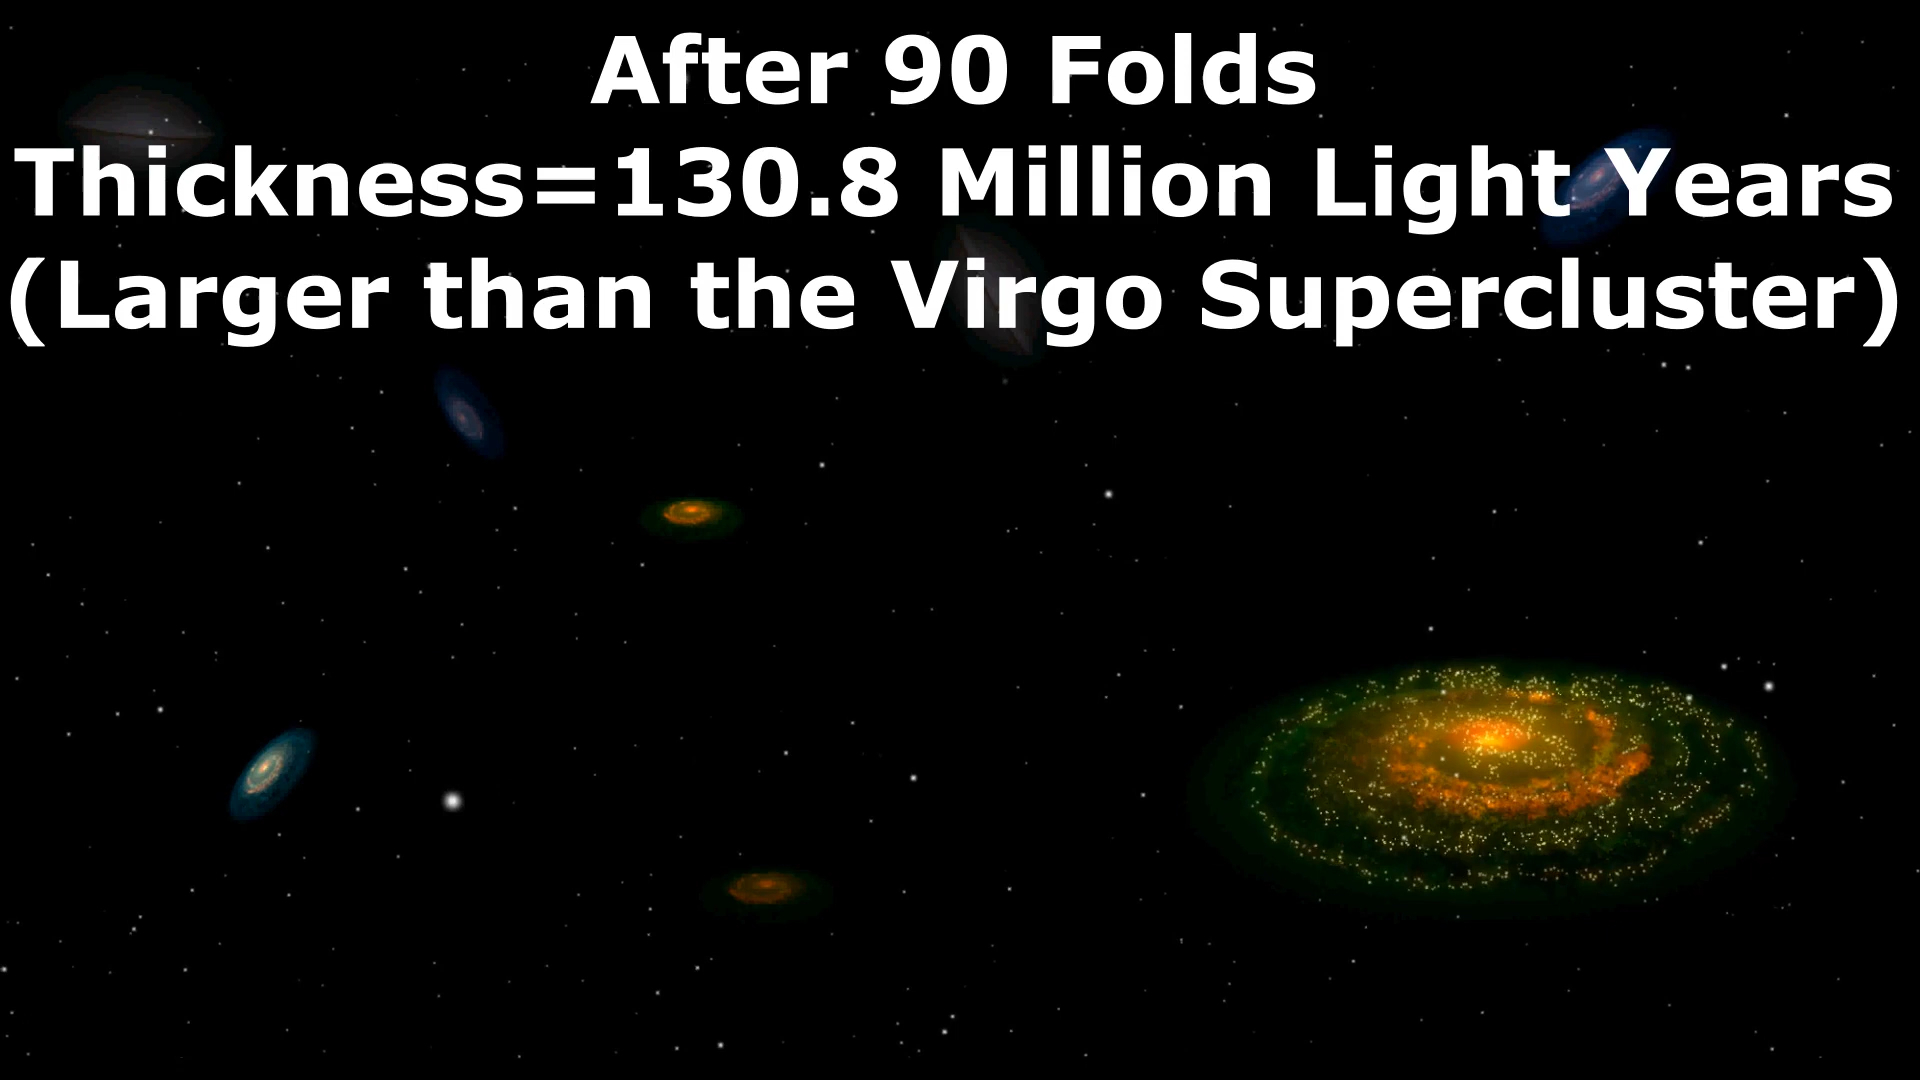 After 90 Folds
Thickness=130.8 Million Light Years
(Larger than the Virgo Supercluster)